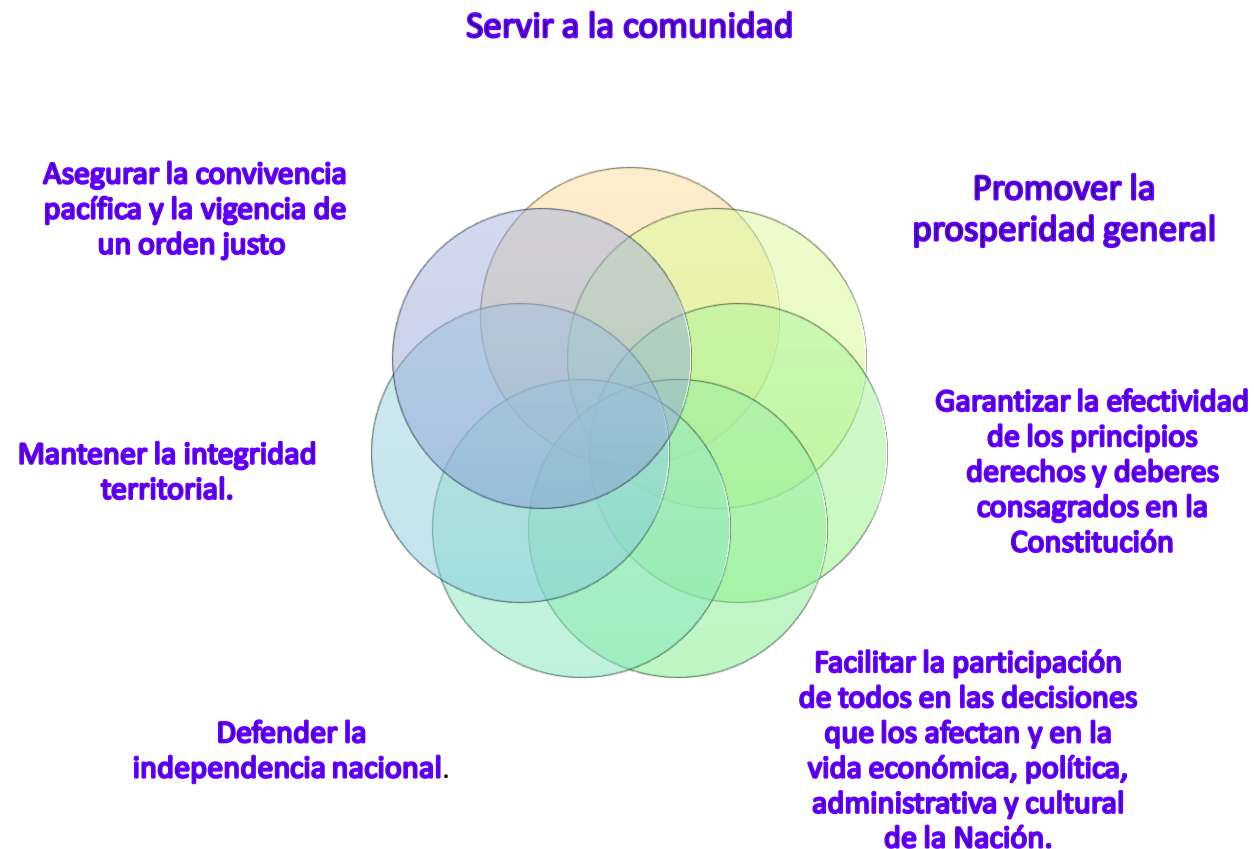 Servir a la comunidad
Asegurar la convivencia
pacífica y la vigencia de
un orden justo
Promover la
prosperidad general
Garantizar la efectividad
de los principios
derechos y deberes
consagrados en la
Constitución
Mantener la integridad
territorial.
Facilitar la participación
de todos en las decisiones
que los afectan y en la
vida económica, política,
administrativa y cultural
de la Nación.
Defender la
independencia nacional.